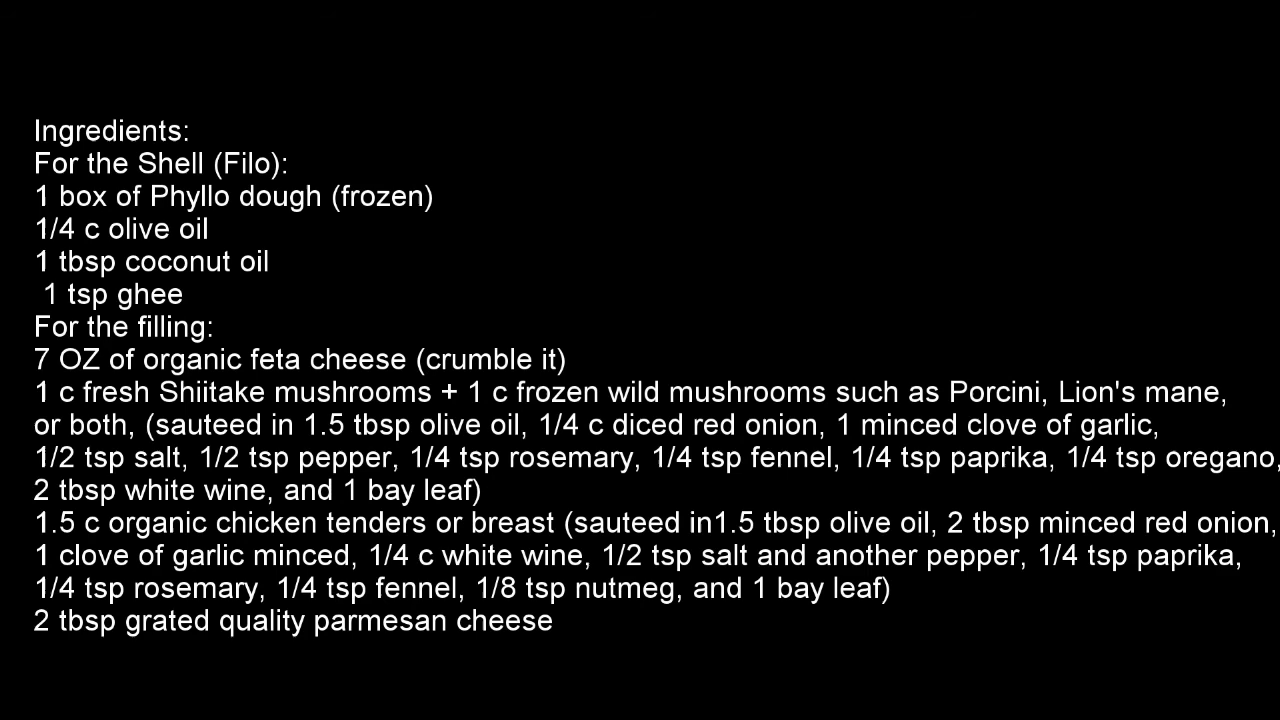 Ingredients:
For the Shell (Filo):
1 box of Phyllo dough (frozen)
1/4 c olive oil
1 tbsp coconut oil
1 tsp ghee
For the filling:
7 OZ of organic feta cheese (crumble it)
1 c fresh Shiitake mushrooms + 1 c frozen wild mushrooms such as Porcini, Lion's mane,
or both, (sauteed in 1.5 tbsp olive oil, 1/4 c diced red onion, 1 minced clove of garlic,
1/2 tsp salt, 1/2 tsp pepper, 1/4 tsp rosemary, 1/4 tsp fennel, 1/4 tsp paprika, 1/4 tsp oregano,
2 tbsp white wine, and 1 bay leaf)
1.5 c organic chicken tenders or breast (sauteed in1.5 tbsp olive oil, 2 tbsp minced red onion,
1 clove of garlic minced, 1/4 c white wine, 1/2 tsp salt and another pepper, 1/4 tsp paprika,
1/4 tsp rosemary, 1/4 tsp fennel, 1/8 tsp nutmeg, and 1 bay leaf)
2 tbsp grated quality parmesan cheese